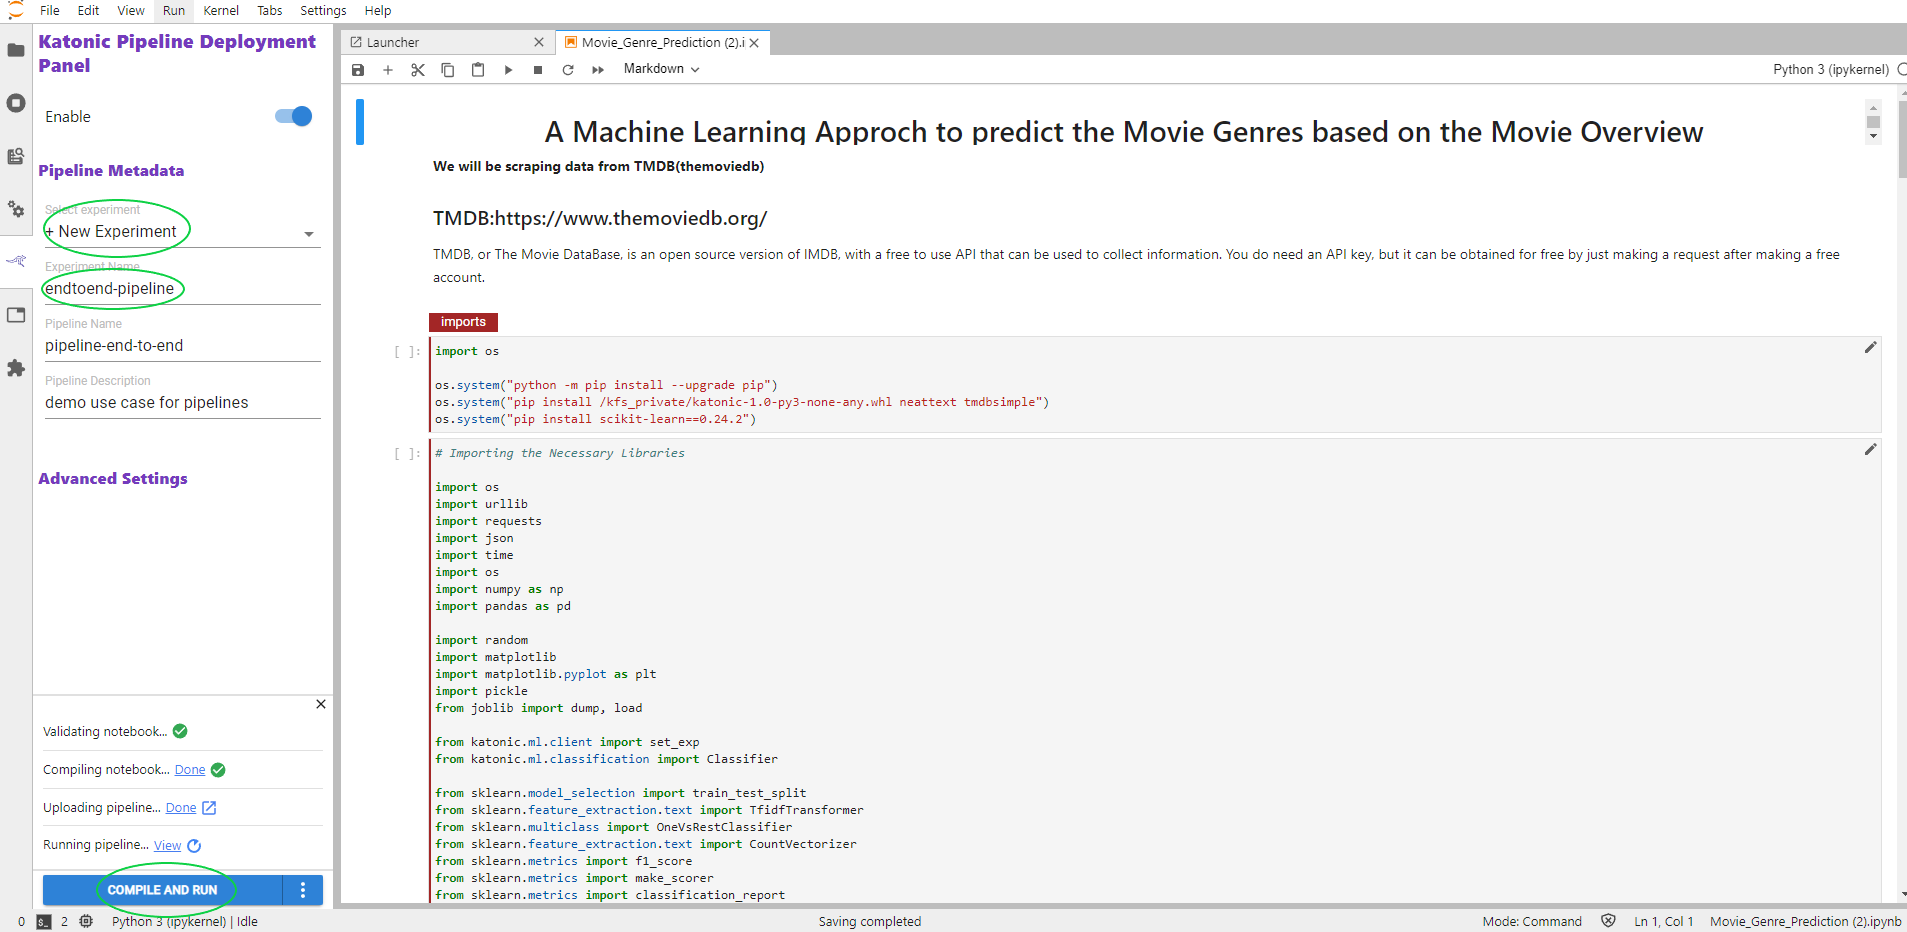 File Edit View Run Kernel Tabs Settings Help
Katonic Pipeline Deployment
Panel
Enable
Pipeline Metadata
Select experiment
+ New Experiment
Experiment Name
endtoend-pipeline
Pipeline Name
pipeline-end-to-end
Pipeline Description
demo use case for pipelines
Advanced Settings
Validating notebook...
Compiling notebook... Done
Uploading pipeline... Done
Running pipeline... View
COMPILE AND RUN
Launcher
Movie_Genre_Prediction (2).i
Markdown
Python 3 (ipykernel)
A Machine Learning Approch to predict the Movie Genres based on the Movie Overview
We will be scraping data from TMDB(themoviedb)
TMDB:https://www.themoviedb.org/
TMDB, or The Movie DataBase, is an open source version of IMDB, with a free to use API that can be used to collect information. You do need an API key, but it can be obtained for free by just making a request after making a free
account.
imports
[ ]:
import os
os.system("python -m pip install --upgrade pip")
os.system("pip install /kfs_private/katonic-1.0-py3-none-any.whl neattext tmdbsimple")
os.system("pip install scikit-learn==0.24.2")
[ ]:
# Importing the Necessary Libraries
import os
import urllib
import requests
import json
import time
import os
import numpy as np
import pandas as pd
import random
import matplotlib
import matplotlib.pyplot as plt
import pickle
from joblib import dump, load
from katonic.ml.client import set_exp
from katonic.ml.classification import Classifier
from sklearn.model_selection import train_test_split
from sklearn.feature_extraction.text import TfidfTransformer
from sklearn.multiclass import OneVsRestClassifier
from sklearn.feature_extraction.text import CountVectorizer
from sklearn.metrics import f1_score
from sklearn.metrics import make_scorer
from sklearn.metrics import classification_report
0 $_ 2 Python 3 (ipykernel) | Idle
Saving completed
Mode: Command
Ln 1, Col 1
Movie_Genre_Prediction (2).ipynb